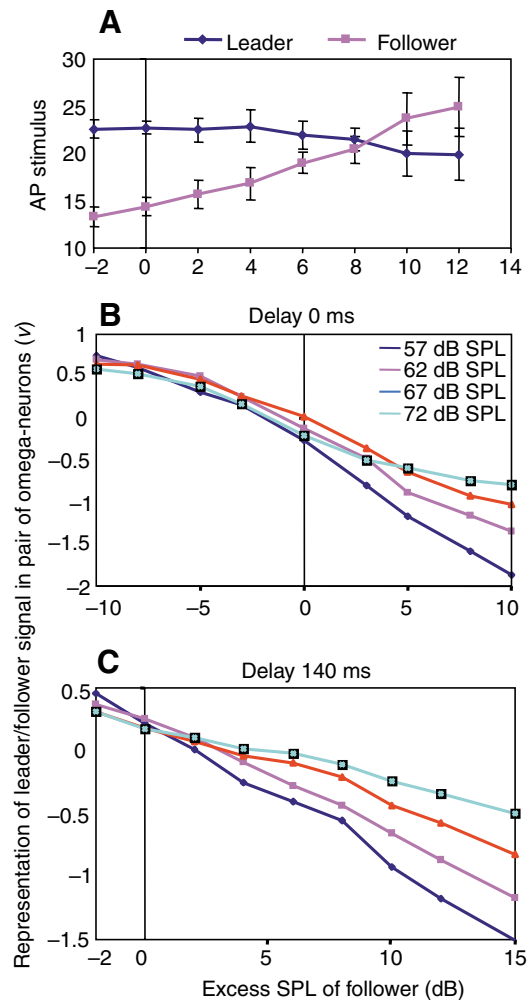 A
Leader
Follower
30
25
20
15
10
AP stimulus
–2 0 2 4 6 8 10 12 14
B
Delay 0 ms
57 dB SPL
62 dB SPL
67 dB SPL
72 dB SPL
1
0.5
0
–0.5
–1
–1.5
–2
–10 –5 0 5 10
Representation of leader/follower signal in pair of omega-neurons (v)
C
Delay 140 ms
0.5
0
–0.5
–1
–1.5
–2 0 5 10 15
Excess SPL of follower (dB)